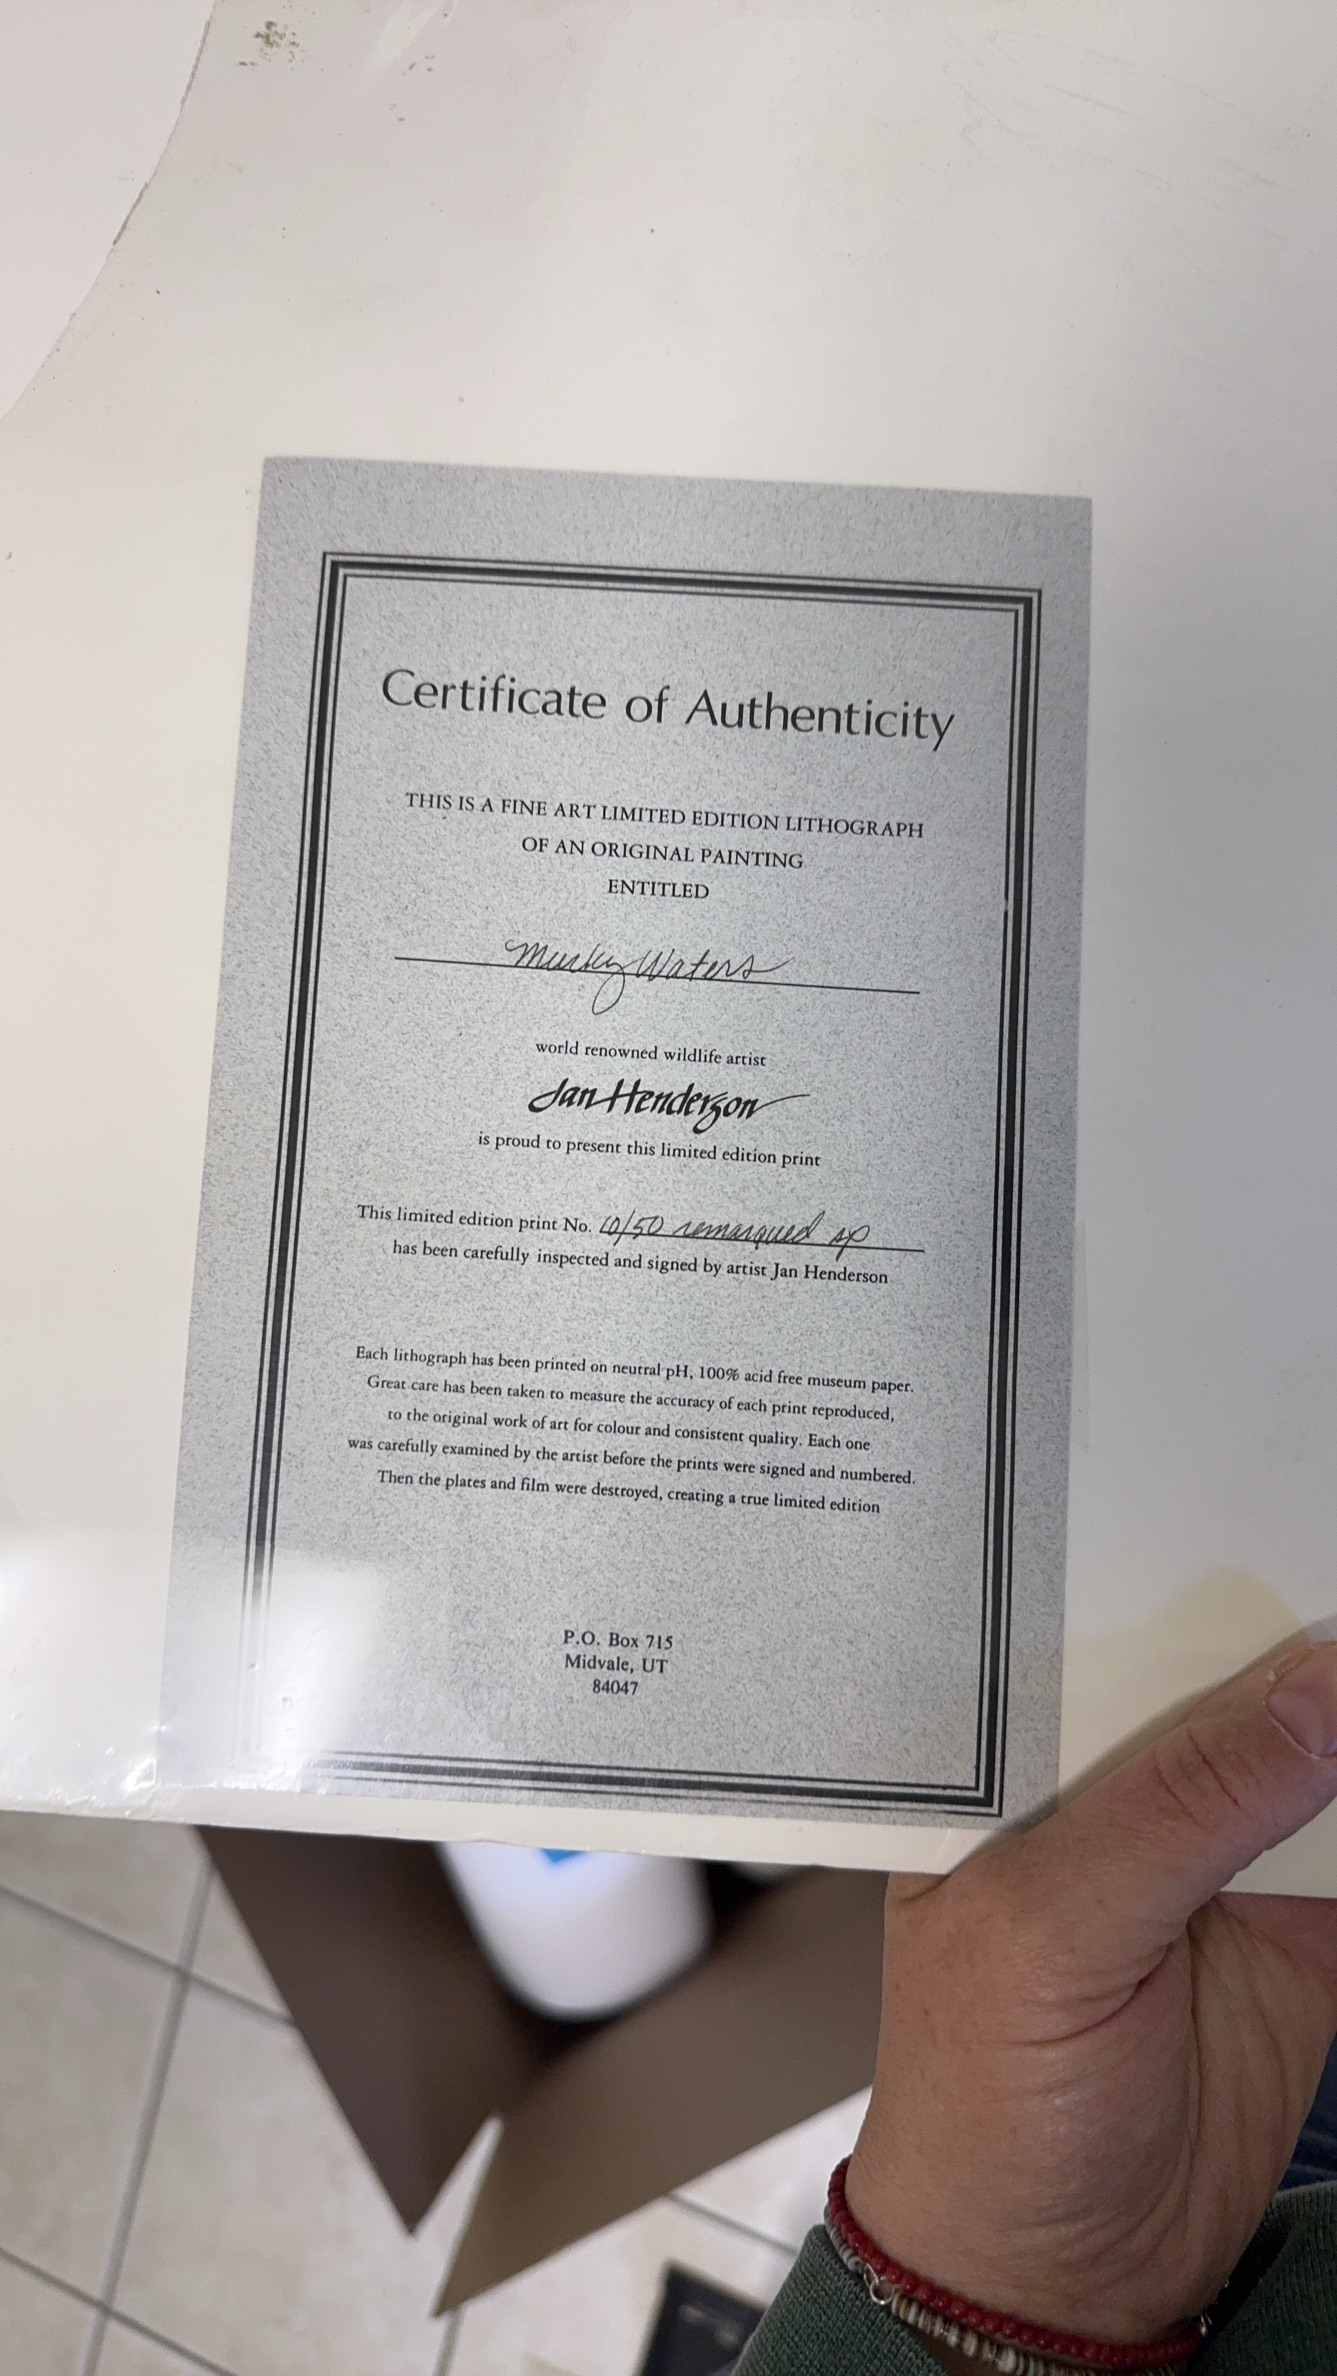 Certificate of Authenticity
THIS IS A FINE ART LIMITED EDITION LITHOGRAPH
OF AN ORIGINAL PAINTING
ENTITLED
Murky Waters
world renowned wildlife artist
Jan Henderson
is proud to present this limited edition print
This limited edition print No. 10/50 remarqued ap
has been carefully inspected and signed by artist Jan Henderson
Each lithograph has been printed on neutral pH, 100% acid free museum paper.
Great care has been taken to measure the accuracy of each print reproduced,
to the original work of art for colour and consistent quality. Each one
was carefully examined by the artist before the prints were signed and numbered.
Then the plates and film were destroyed, creating a true limited edition
P.O. Box 715
Midvale, UT
84047